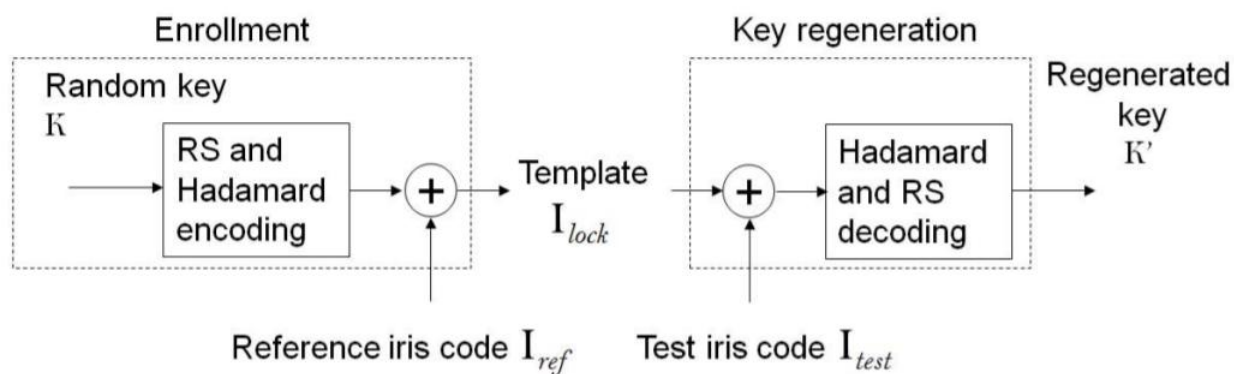 Enrollment
Random key
K
RS and
Hadamard
encoding
+
Reference iris code I_ref
Template
I_lock
Key regeneration
+
Test iris code I_test
Hadamard
and RS
decoding
Regenerated
key
K’